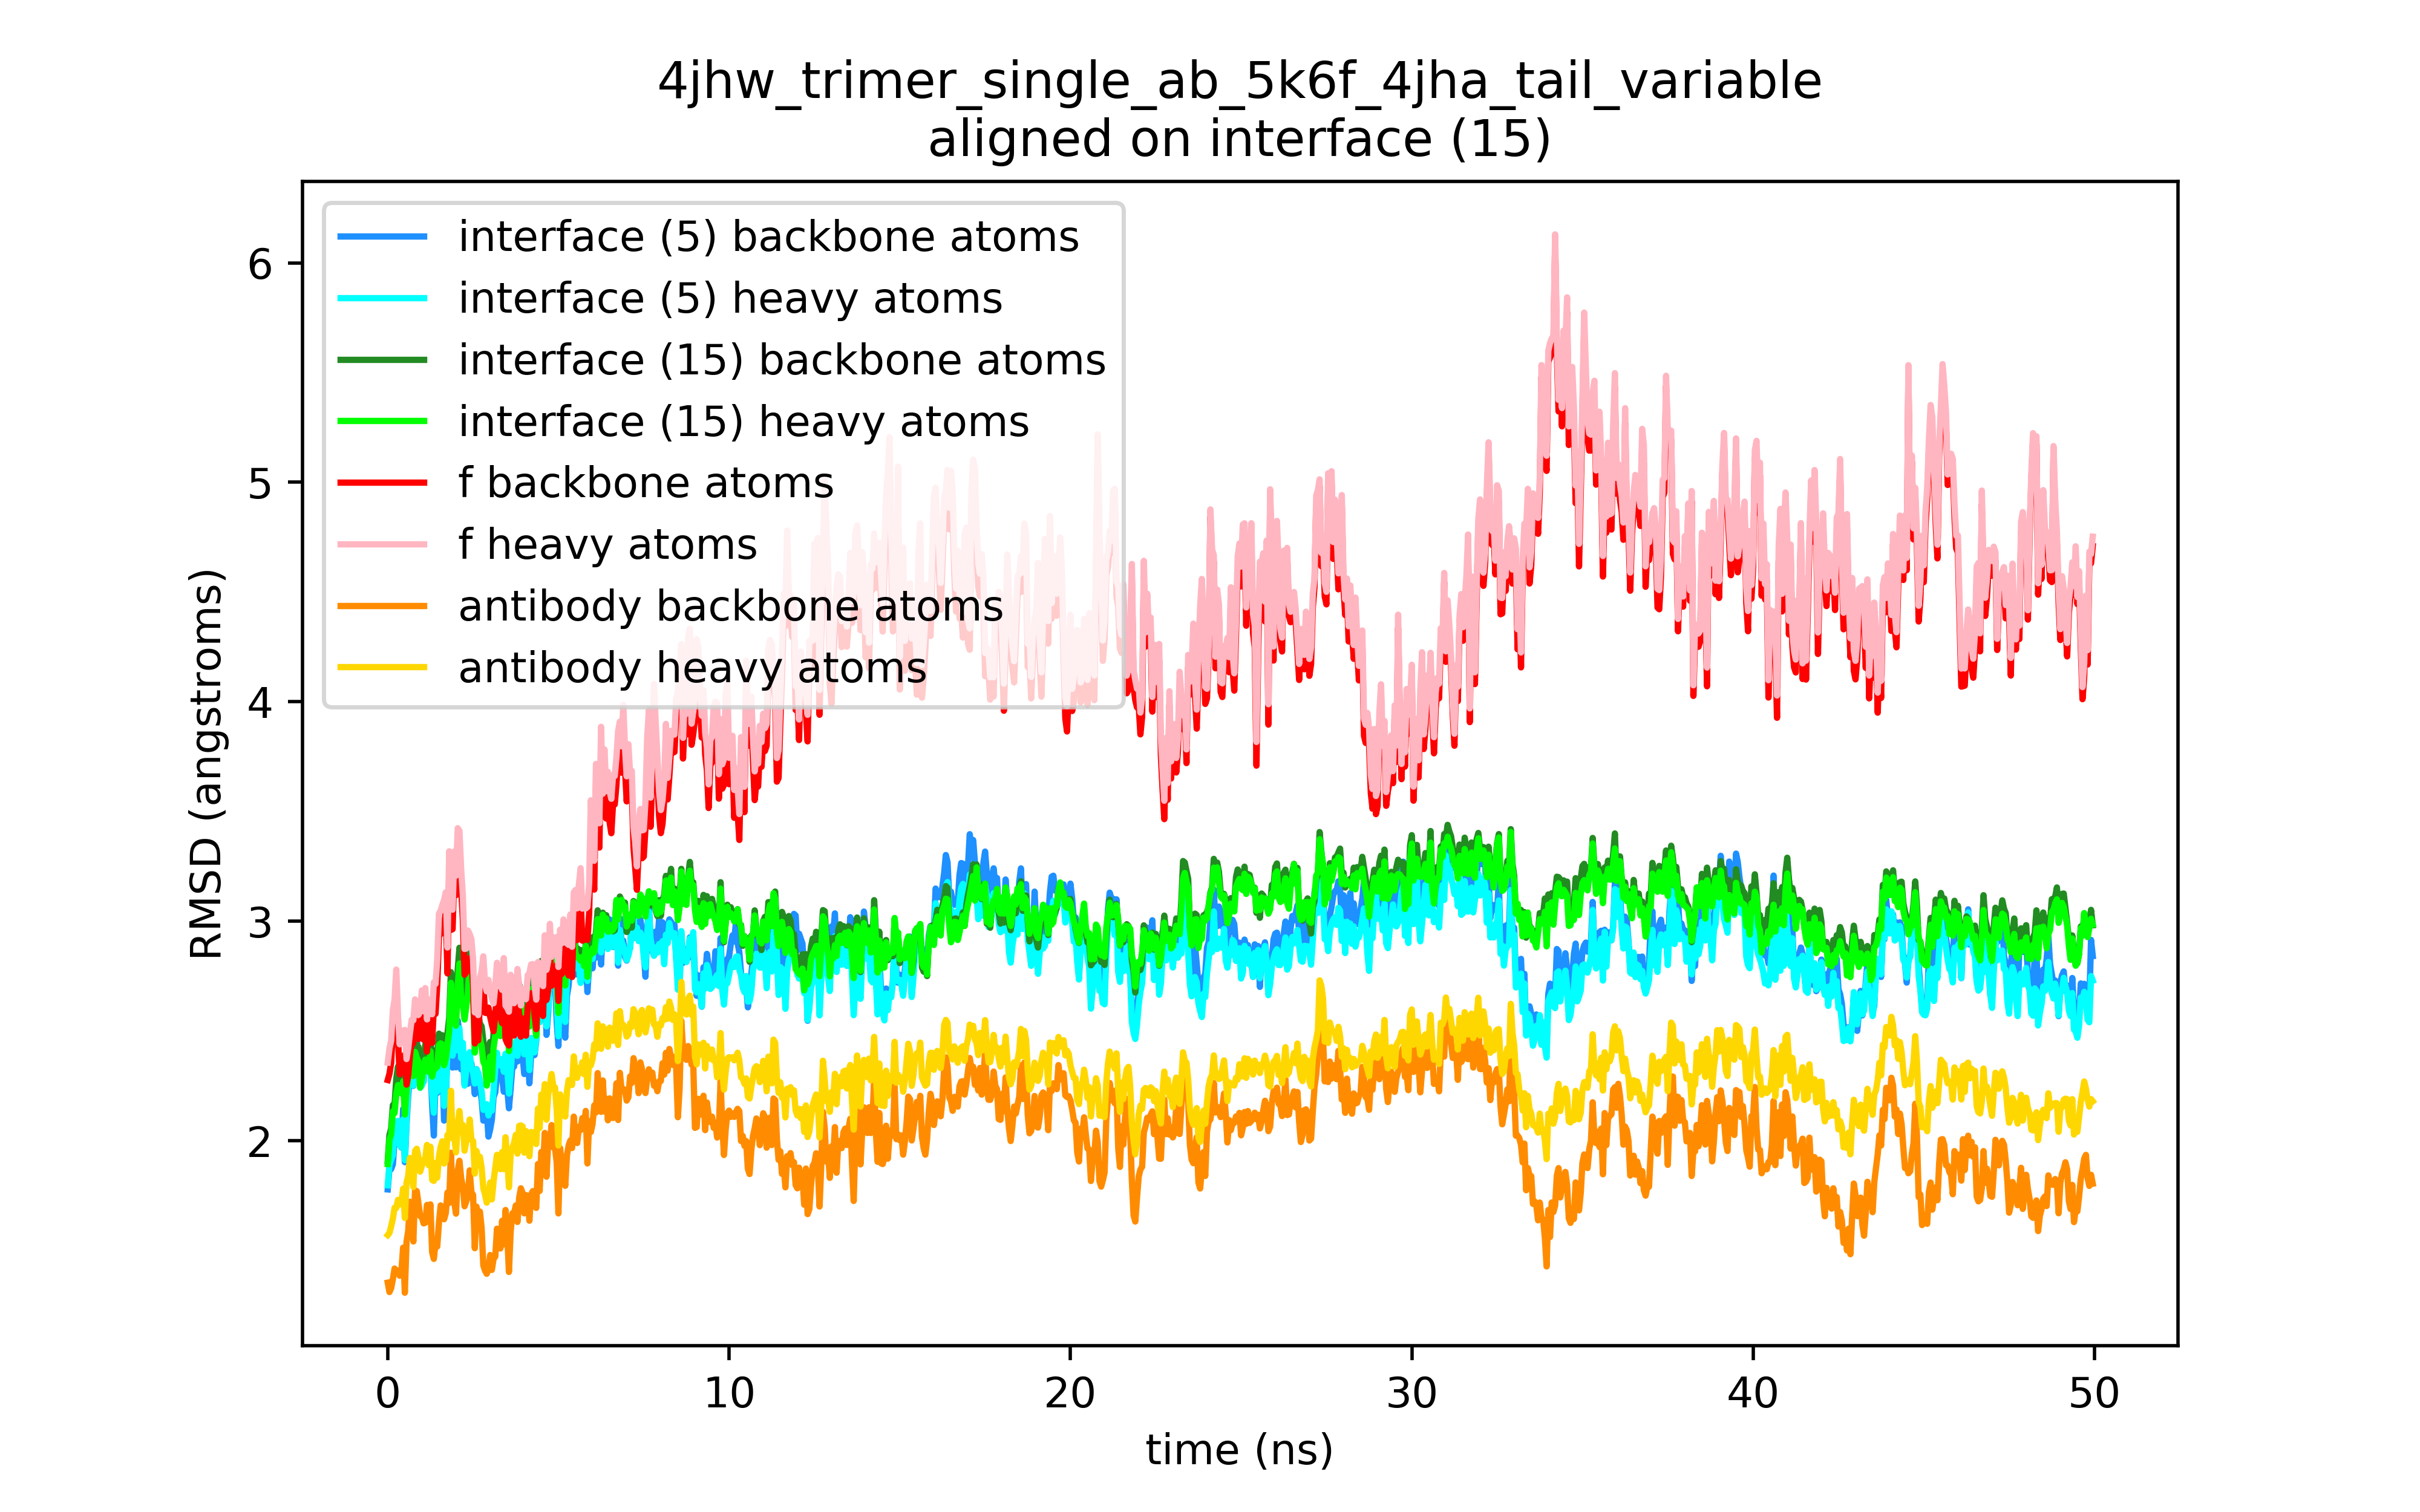 4jhw_trimer_single_ab_5k6f_4jha_tail_variable
aligned on interface (15)
interface (5) backbone atoms
interface (5) heavy atoms
interface (15) backbone atoms
interface (15) heavy atoms
f backbone atoms
f heavy atoms
antibody backbone atoms
antibody heavy atoms
RMSD (angstroms)
6
5
4
3
2
0
10
20
30
40
50
time (ns)